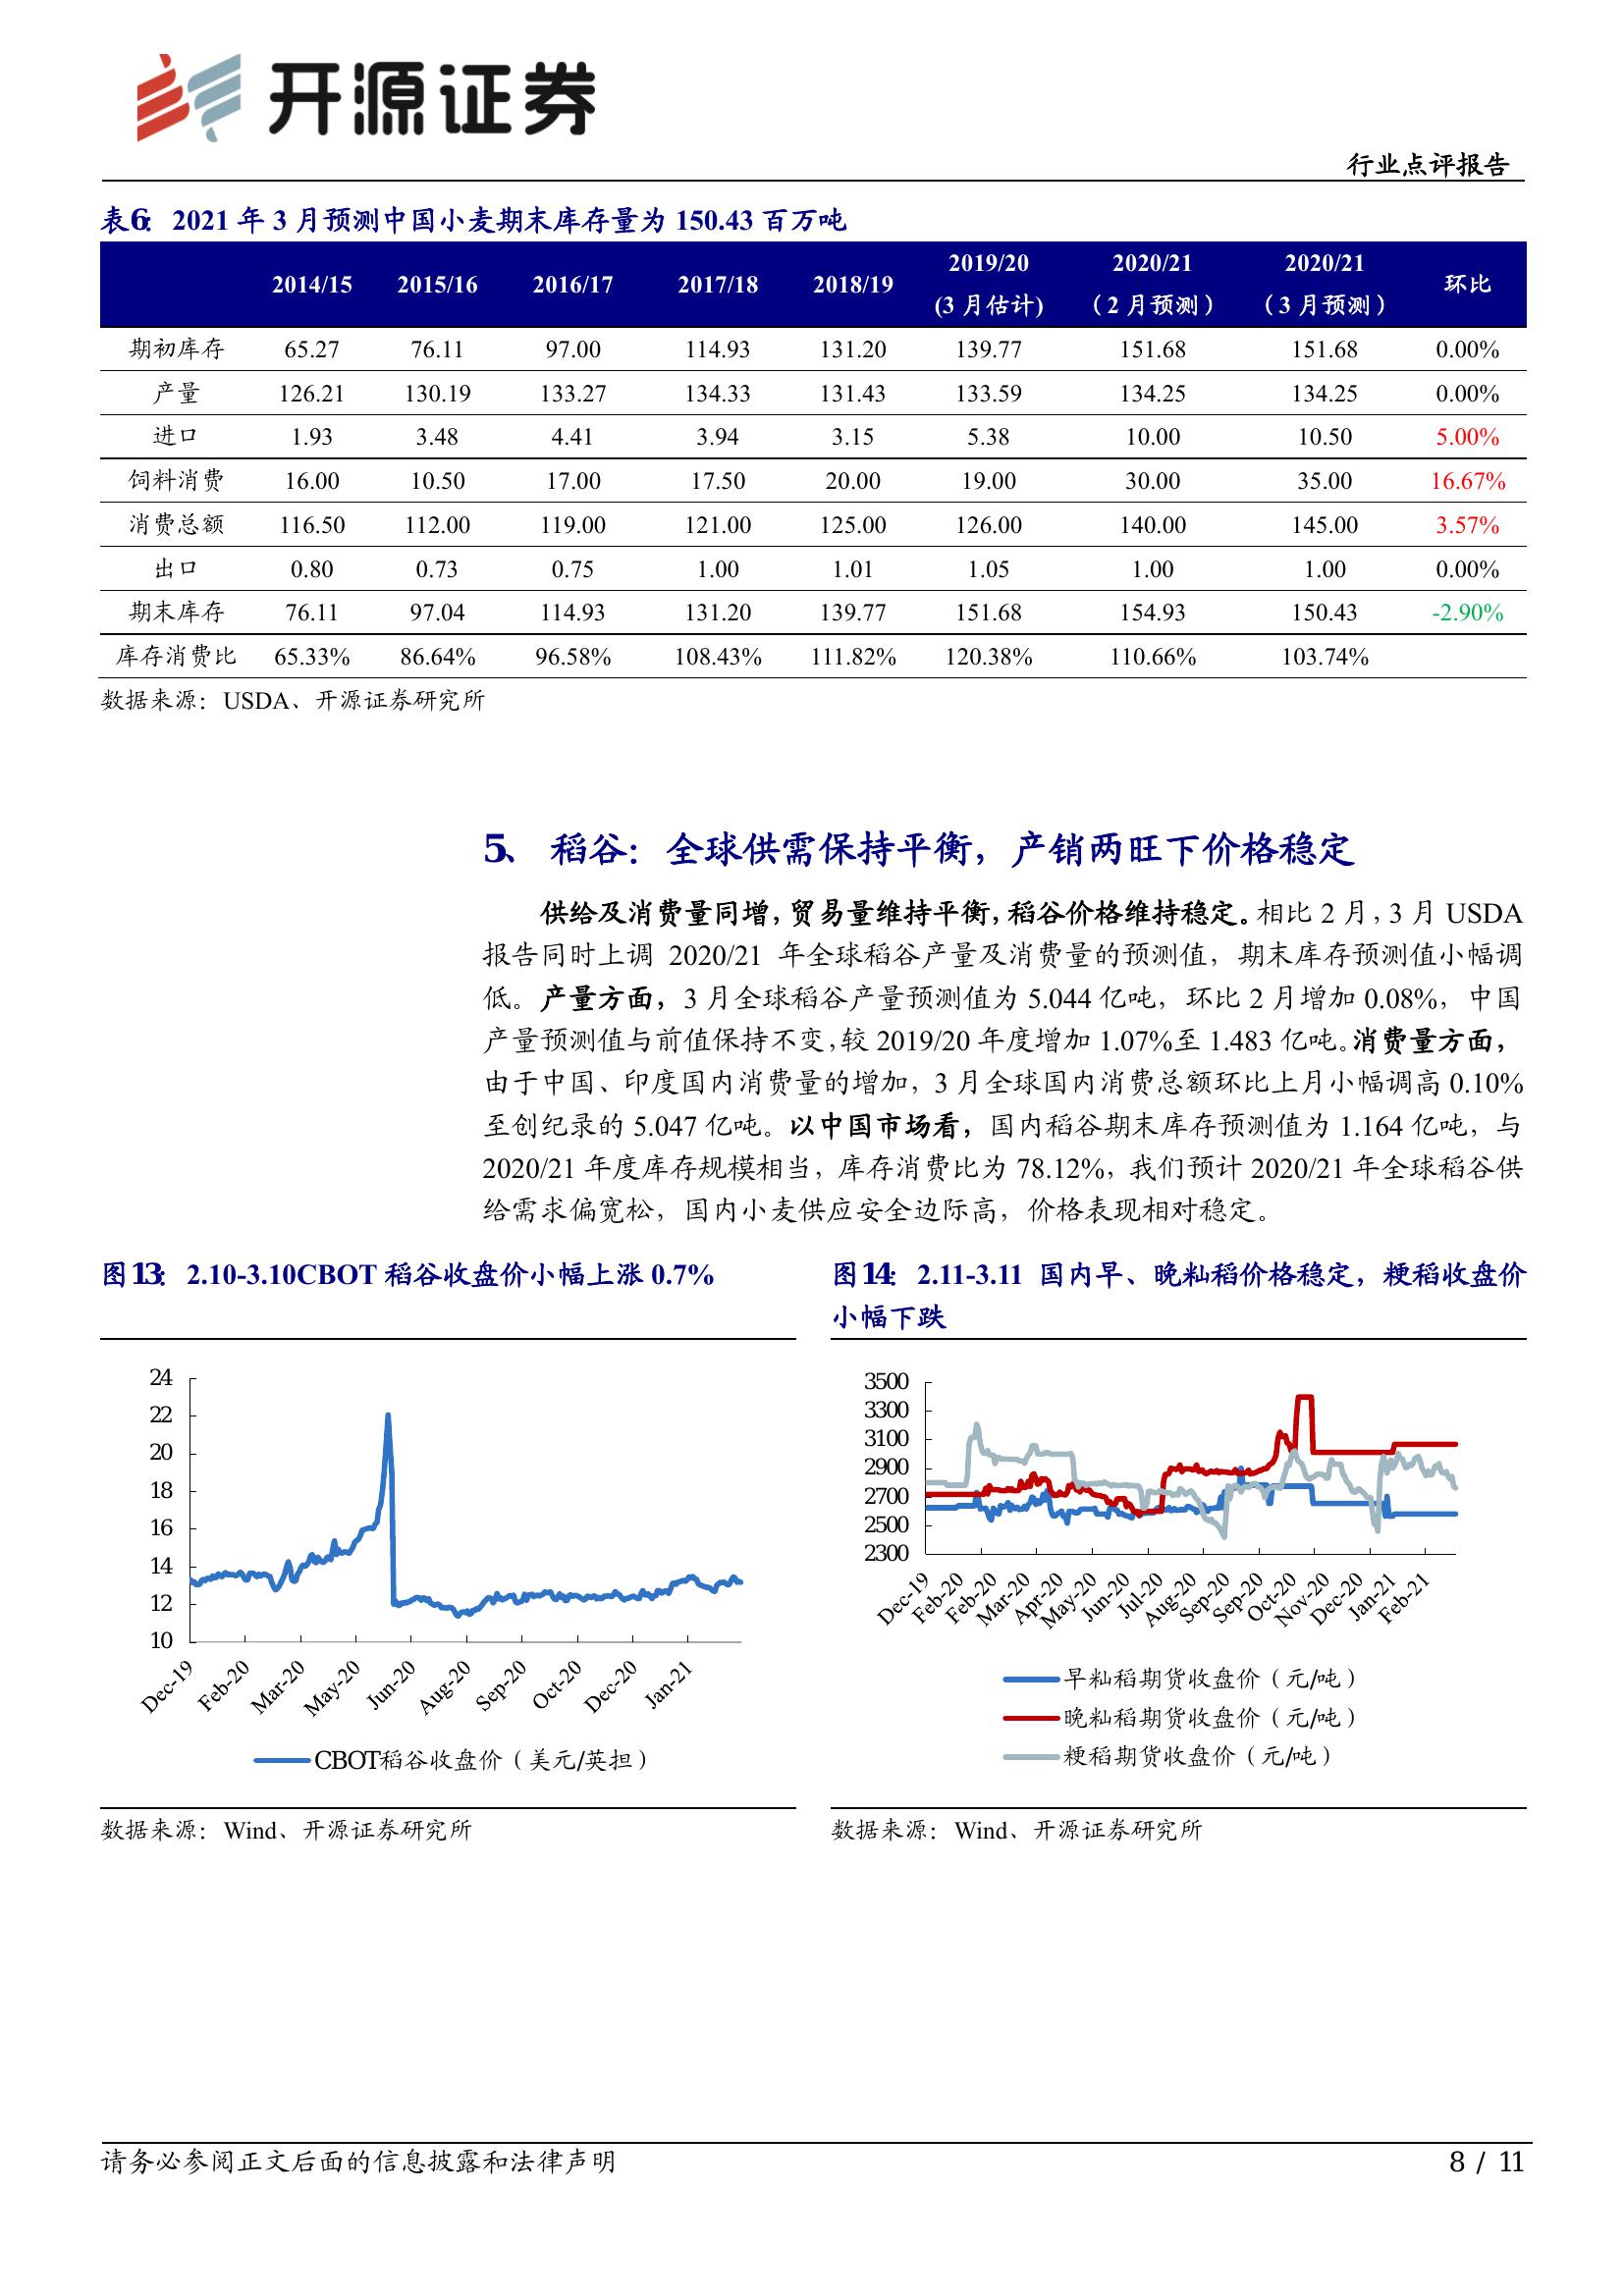 开源证券
行业点评报告
表6： 2021 年 3 月预测中国小麦期末库存量为 150.43 百万吨
2014/15 2015/16 2016/17 2017/18 2018/19 2019/20 (3 月估计) 2020/21 （2 月预测） 2020/21 （3 月预测） 环比
期初库存 65.27 76.11 97.00 114.93 131.20 139.77 151.68 151.68 0.00%
产量 126.21 130.19 133.27 134.33 131.43 133.59 134.25 134.25 0.00%
进口 1.93 3.48 4.41 3.94 3.15 5.38 10.00 10.50 5.00%
饲料消费 16.00 10.50 17.00 17.50 20.00 19.00 30.00 35.00 16.67%
消费总额 116.50 112.00 119.00 121.00 125.00 126.00 140.00 145.00 3.57%
出口 0.80 0.73 0.75 1.00 1.01 1.05 1.00 1.00 0.00%
期末库存 76.11 97.04 114.93 131.20 139.77 151.68 154.93 150.43 -2.90%
库存消费比 65.33% 86.64% 96.58% 108.43% 111.82% 120.38% 110.66% 103.74%
数据来源：USDA、开源证券研究所
5、 稻谷：全球供需保持平衡，产销两旺下价格稳定
供给及消费量同增，贸易量维持平衡，稻谷价格维持稳定。相比 2 月，3 月 USDA
报告同时上调 2020/21 年全球稻谷产量及消费量的预测值，期末库存预测值小幅调
低。产量方面，3 月全球稻谷产量预测值为 5.044 亿吨，环比 2 月增加 0.08%，中国
产量预测值与前值保持不变，较 2019/20 年度增加 1.07%至 1.483 亿吨。消费量方面，
由于中国、印度国内消费量的增加，3 月全球国内消费总额环比上月小幅调高 0.10%
至创纪录的 5.047 亿吨。以中国市场看，国内稻谷期末库存预测值为 1.164 亿吨，与
2020/21 年度库存规模相当，库存消费比为 78.12%，我们预计 2020/21 年全球稻谷供
给需求偏宽松，国内小麦供应安全边际高，价格表现相对稳定。
图13： 2.10-3.10CBOT 稻谷收盘价小幅上涨 0.7%
24
22
20
18
16
14
12
10
Dec-19 Feb-20 Mar-20 May-20 Jun-20 Aug-20 Sep-20 Oct-20 Dec-20 Jan-21
CBOT稻谷收盘价（美元/英担）
数据来源：Wind、开源证券研究所
图14： 2.11-3.11 国内早、晚籼稻价格稳定，粳稻收盘价
小幅下跌
3500
3300
3100
2900
2700
2500
2300
Dec-19 Feb-20 Feb-20 Mar-20 Apr-20 May-20 Jun-20 Jul-20 Aug-20 Sep-20 Sep-20 Oct-20 Nov-20 Dec-20 Jan-21 Feb-21
早籼稻期货收盘价（元/吨）
晚籼稻期货收盘价（元/吨）
粳稻期货收盘价（元/吨）
数据来源：Wind、开源证券研究所
请务必参阅正文后面的信息披露和法律声明
8 / 11